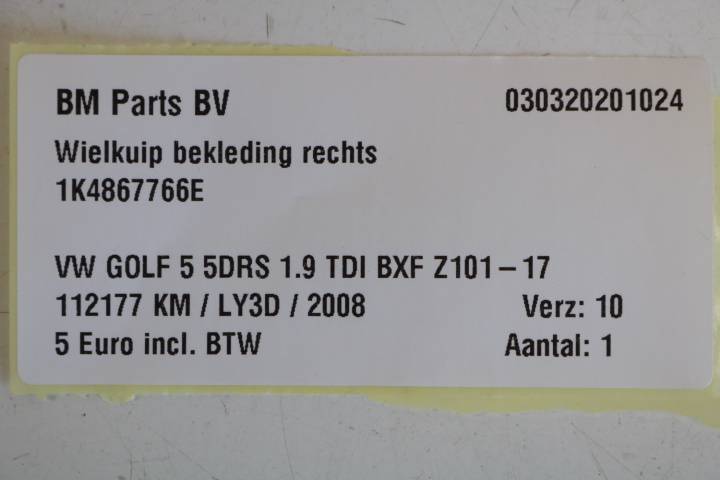 BM Parts BV 030320201024
Wielkuip bekleding rechts
1K4867766E
VW GOLF 5 5DRS 1.9 TDI BXF Z101-17
112177 KM / LY3D / 2008 Verz: 10
5 Euro incl. BTW Aantal: 1